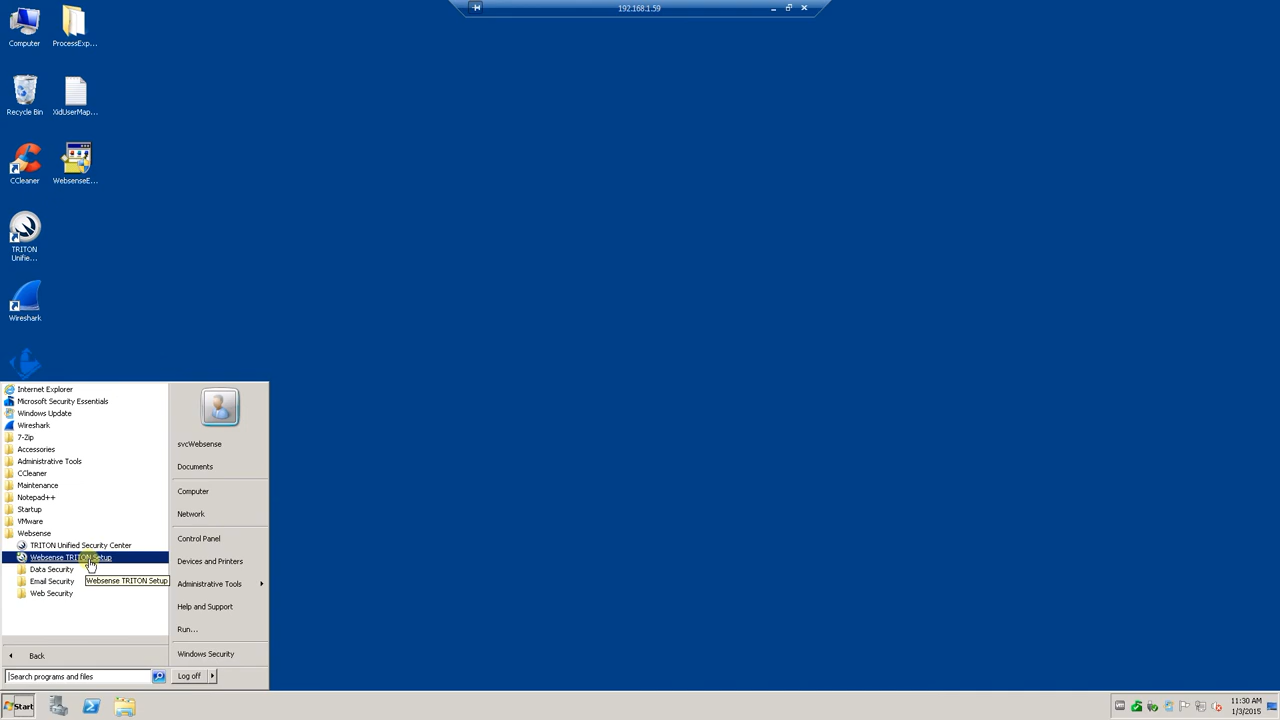 192.168.1.59
Computer
ProcessExp...
Recycle Bin
XidUserMap...
CCleaner
WebsenseE...
TRITON
Unifie...
Wireshark
Internet Explorer
Microsoft Security Essentials
Windows Update
Wireshark
7-Zip
Accessories
Administrative Tools
CCleaner
Maintenance
Notepad++
Startup
VMware
Websense
TRITON Unified Security Center
Websense TRITON Setup
Data Security
Email Security
Web Security
Websense TRITON Setup
Back
Search programs and files
svcWebsense
Documents
Computer
Network
Control Panel
Devices and Printers
Administrative Tools
Help and Support
Run...
Windows Security
Log off
Start
11:30 AM
1/3/2015